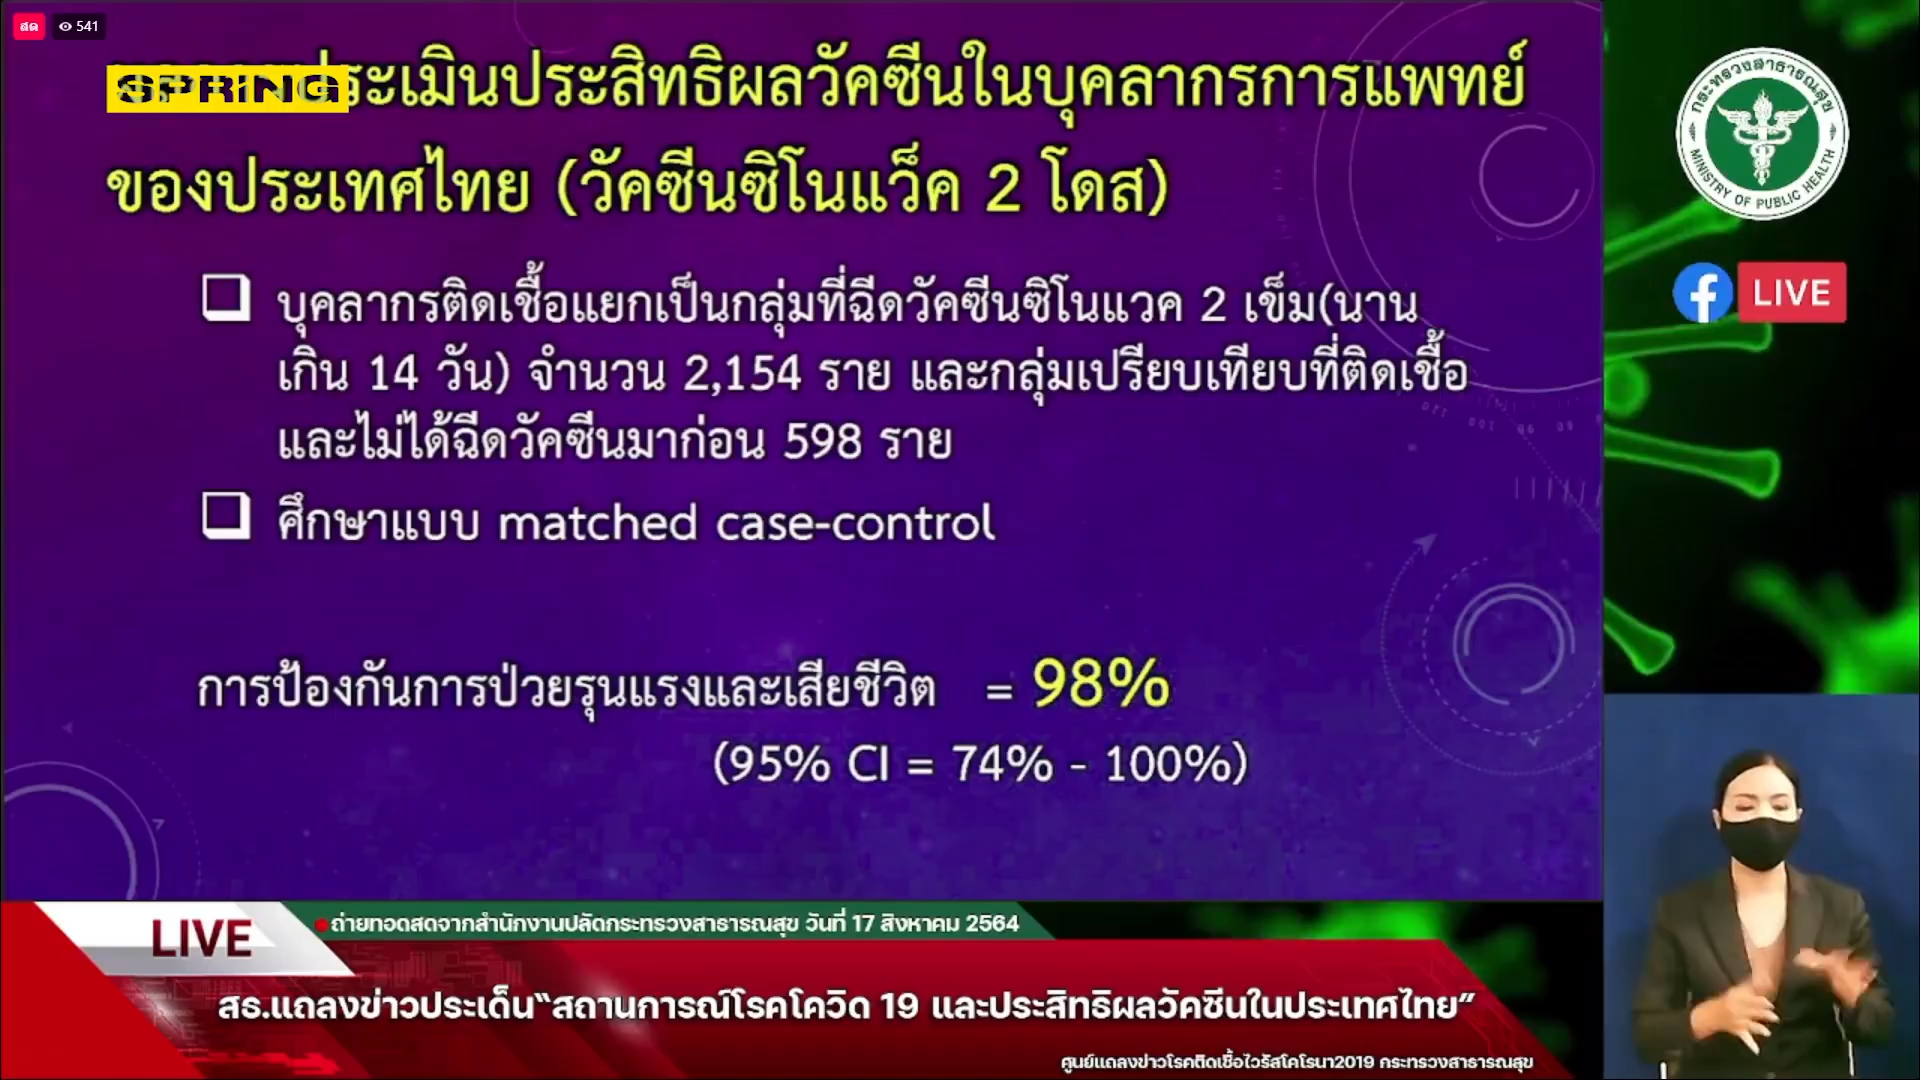 สด 541
SPRING
ประเมินประสิทธิผลวัคซีนในบุคลากรการแพทย์
ของประเทศไทย (วัคซีนซิโนแว็ค 2 โดส)
บุคลากรติดเชื้อแยกเป็นกลุ่มที่ฉีดวัคซีนซิโนแวค 2 เข็ม(นาน
เกิน 14 วัน) จำนวน 2,154 ราย และกลุ่มเปรียบเทียบที่ติดเชื้อ
และไม่ได้ฉีดวัคซีนมาก่อน 598 ราย
ศึกษาแบบ matched case-control
การป้องกันการป่วยรุนแรงและเสียชีวิต = 98%
(95% CI = 74% - 100%)
กระทรวงสาธารณสุข
MINISTRY OF PUBLIC HEALTH
LIVE
LIVE
ถ่ายทอดสดจากสำนักงานปลัดกระทรวงสาธารณสุข วันที่ 17 สิงหาคม 2564
สธ.แถลงข่าวประเด็น“สถานการณ์โรคโควิด 19 และประสิทธิผลวัคซีนในประเทศไทย”
ศูนย์แถลงข่าวโรคติดเชื้อไวรัสโคโรนา2019 กระทรวงสาธารณสุข